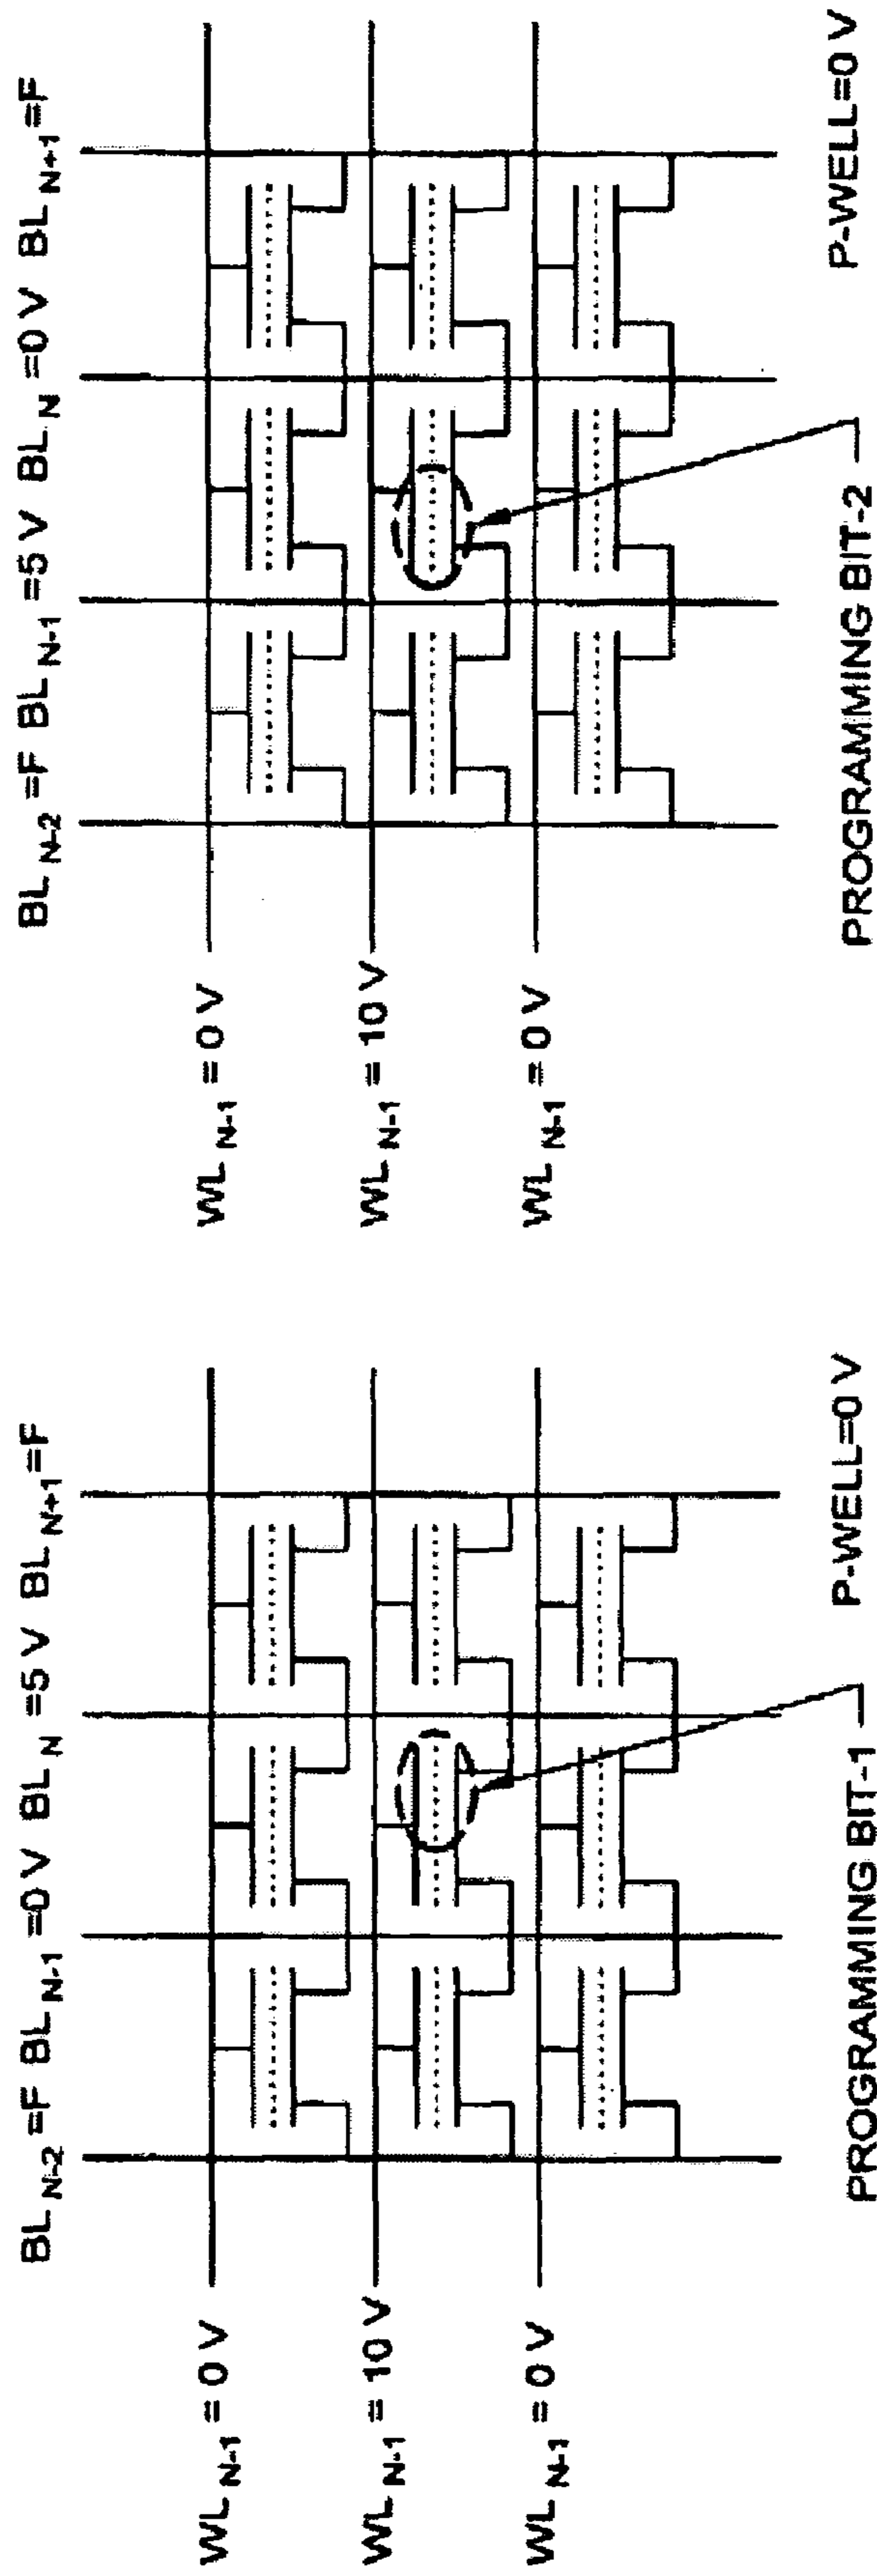 BL N-2 =F BL N-1 =0 V BL N =5 V BL N+1 =F
WL N-1 = 0 V
WL N-1 = 10 V
WL N-1 = 0 V
PROGRAMMING BIT-1
P-WELL=0 V
BL N-2 =F BL N-1 =5 V BL N =0 V BL N+1 =F
WL N-1 = 0 V
WL N-1 = 10 V
WL N-1 = 0 V
PROGRAMMING BIT-2
P-WELL=0 V